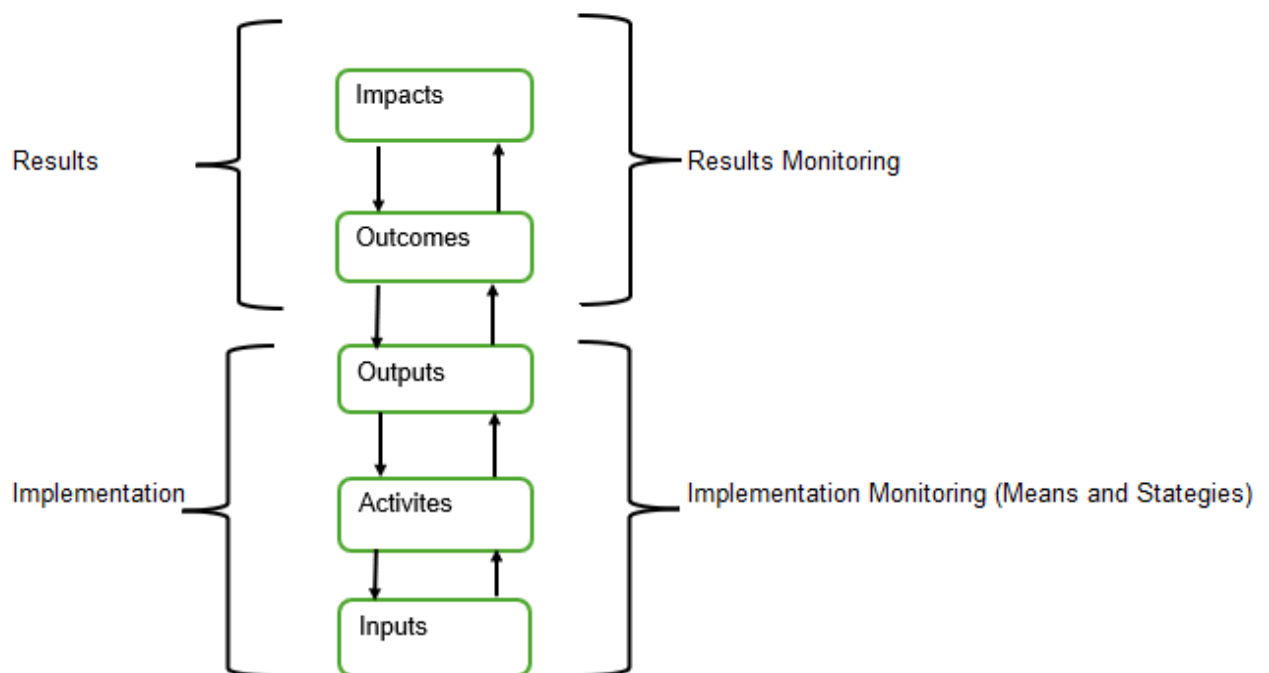 Impacts
Results
Results Monitoring
Outcomes
Outputs
Implementation
Activites
Implementation Monitoring (Means and Stategies)
Inputs